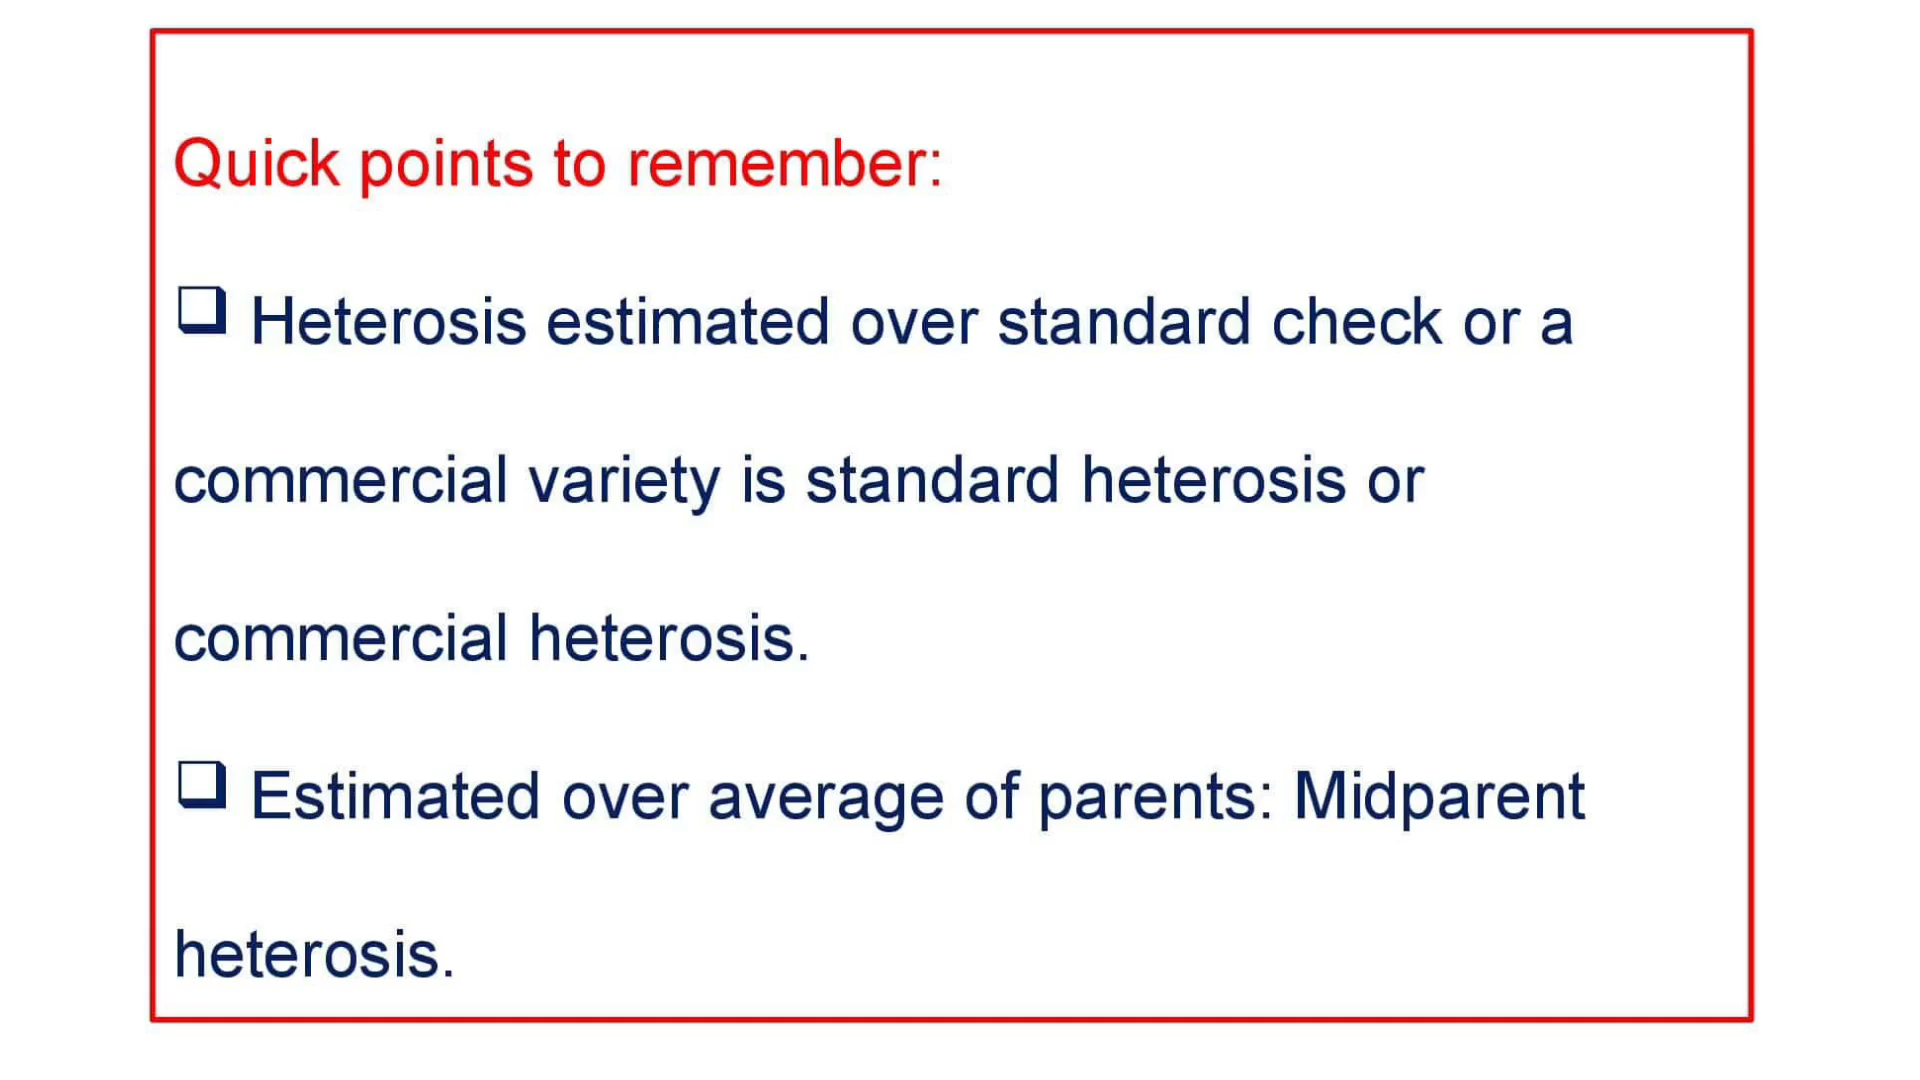 Quick points to remember:
❑ Heterosis estimated over standard check or a
commercial variety is standard heterosis or
commercial heterosis.
❑ Estimated over average of parents: Midparent
heterosis.